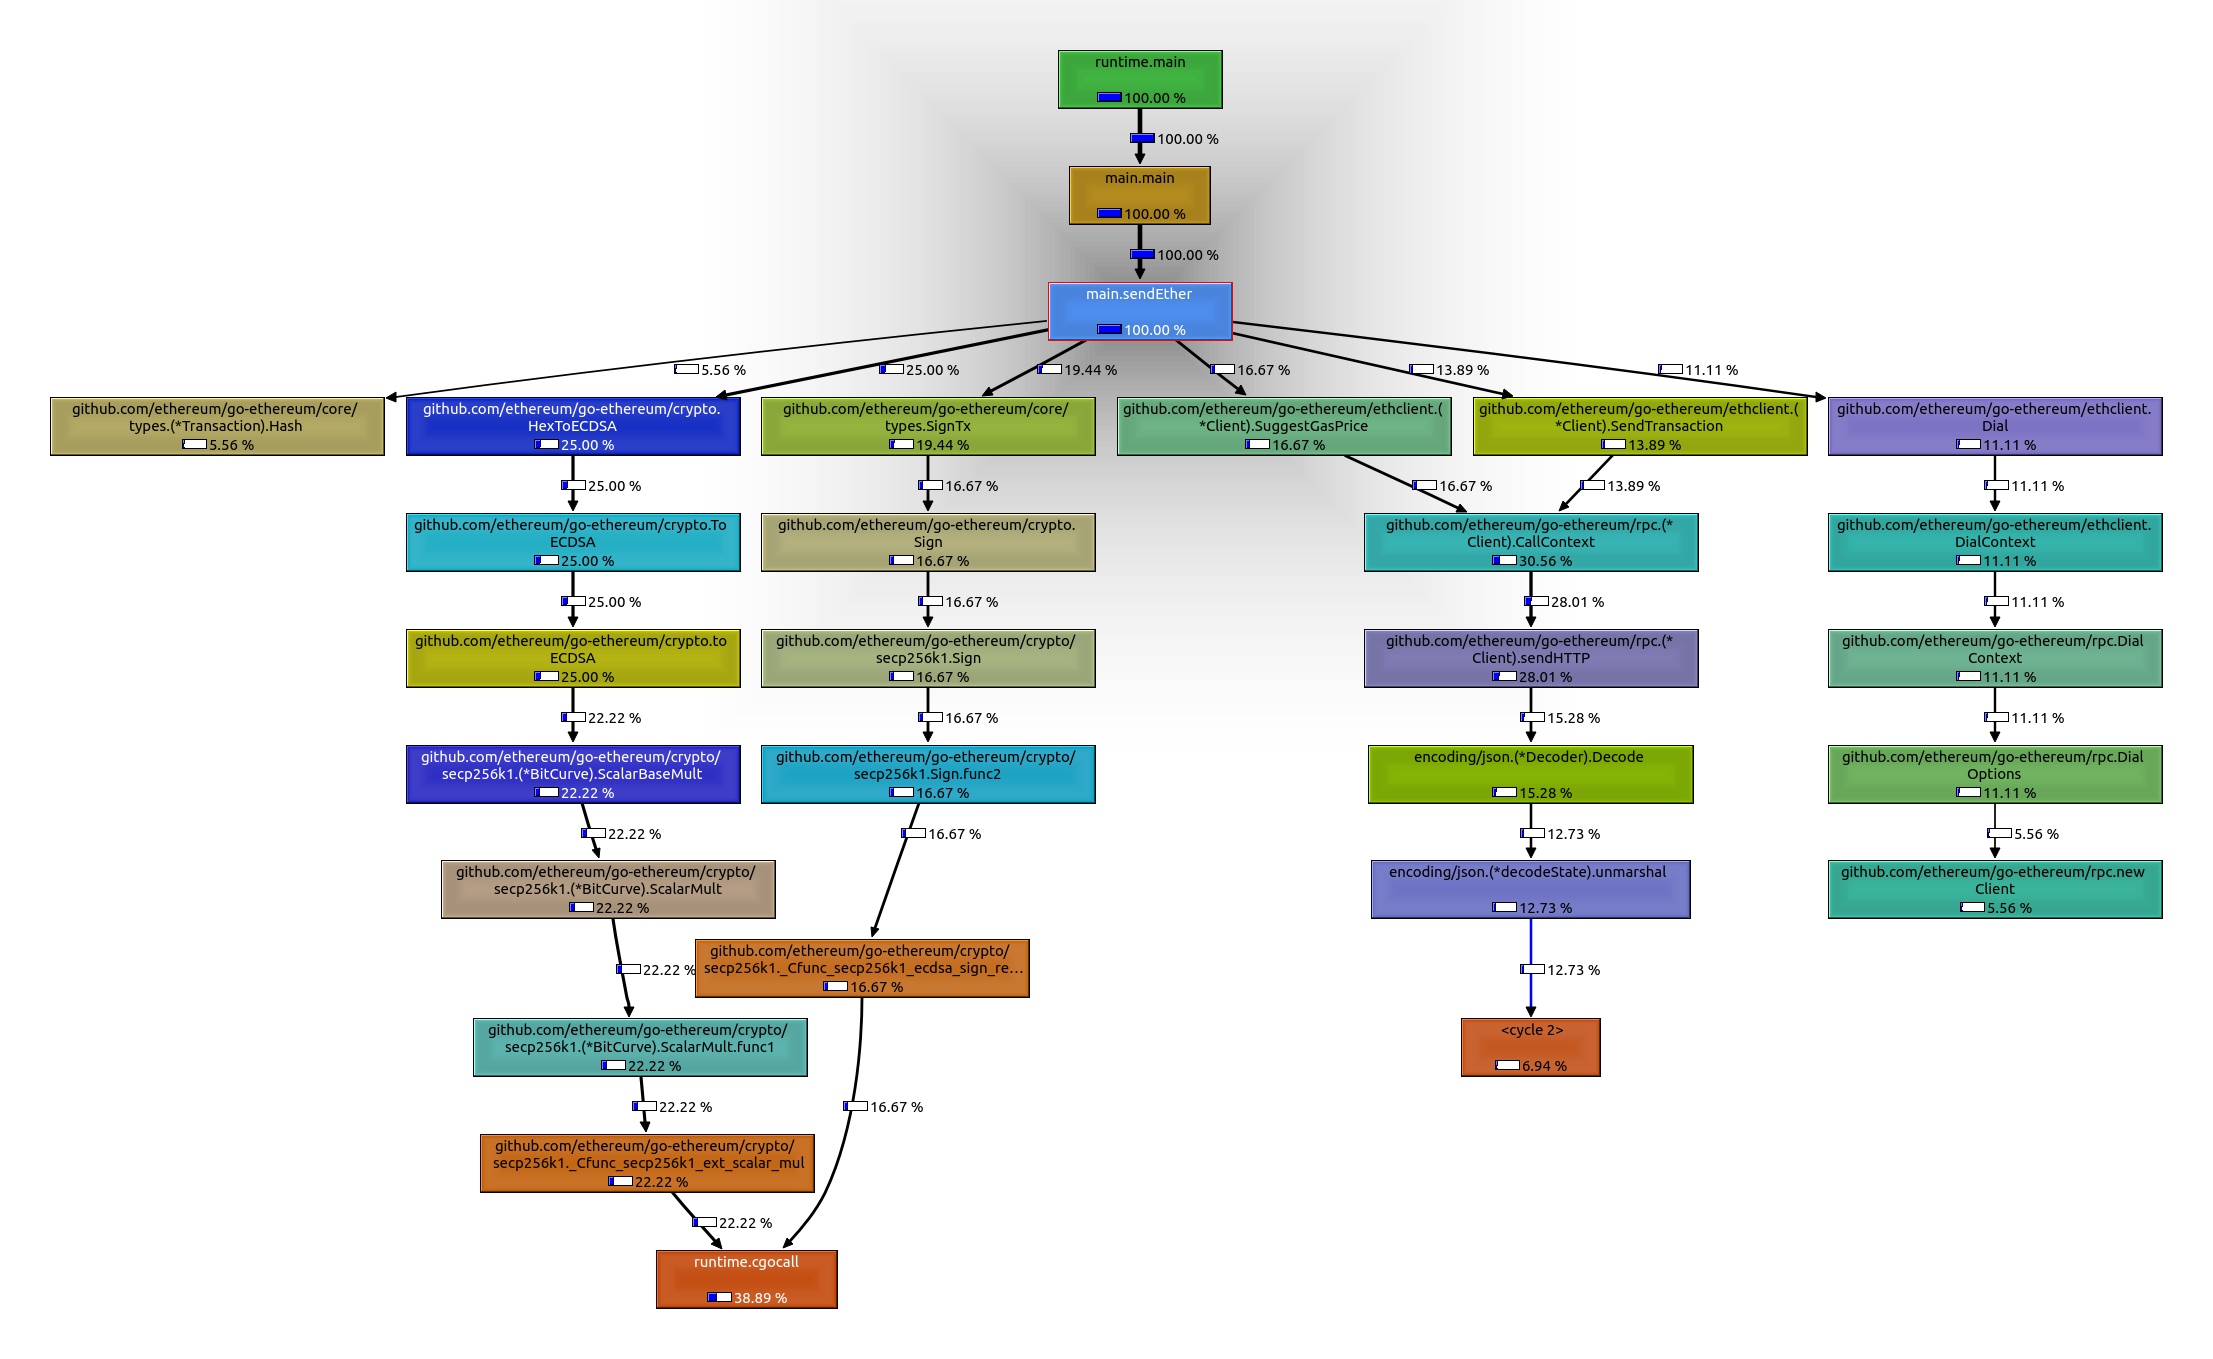 runtime.main
100.00 %
100.00 %
main.main
100.00 %
100.00 %
main.sendEther
100.00 %
5.56 %
25.00 %
19.44 %
16.67 %
13.89 %
11.11 %
github.com/ethereum/go-ethereum/core/
types.(*Transaction).Hash
5.56 %
github.com/ethereum/go-ethereum/crypto.
HexToECDSA
25.00 %
github.com/ethereum/go-ethereum/core/
types.SignTx
19.44 %
github.com/ethereum/go-ethereum/ethclient.(
*Client).SuggestGasPrice
16.67 %
github.com/ethereum/go-ethereum/ethclient.(
*Client).SendTransaction
13.89 %
github.com/ethereum/go-ethereum/ethclient.
Dial
11.11 %
25.00 %
16.67 %
16.67 %
13.89 %
11.11 %
github.com/ethereum/go-ethereum/crypto.To
ECDSA
25.00 %
github.com/ethereum/go-ethereum/crypto.
Sign
16.67 %
github.com/ethereum/go-ethereum/rpc.(*
Client).CallContext
30.56 %
github.com/ethereum/go-ethereum/ethclient.
DialContext
11.11 %
25.00 %
16.67 %
28.01 %
11.11 %
github.com/ethereum/go-ethereum/crypto.to
ECDSA
25.00 %
github.com/ethereum/go-ethereum/crypto/
secp256k1.Sign
16.67 %
github.com/ethereum/go-ethereum/rpc.(*
Client).sendHTTP
28.01 %
github.com/ethereum/go-ethereum/rpc.Dial
Context
11.11 %
22.22 %
16.67 %
15.28 %
11.11 %
github.com/ethereum/go-ethereum/crypto/
secp256k1.(*BitCurve).ScalarBaseMult
22.22 %
github.com/ethereum/go-ethereum/crypto/
secp256k1.Sign.func2
16.67 %
encoding/json.(*Decoder).Decode
15.28 %
github.com/ethereum/go-ethereum/rpc.Dial
Options
11.11 %
22.22 %
16.67 %
12.73 %
5.56 %
github.com/ethereum/go-ethereum/crypto/
secp256k1.(*BitCurve).ScalarMult
22.22 %
encoding/json.(*decodeState).unmarshal
12.73 %
github.com/ethereum/go-ethereum/rpc.new
Client
5.56 %
22.22 %
github.com/ethereum/go-ethereum/crypto/
secp256k1._Cfunc_secp256k1_ecdsa_sign_re...
16.67 %
12.73 %
github.com/ethereum/go-ethereum/crypto/
secp256k1.(*BitCurve).ScalarMult.func1
22.22 %
<cycle 2>
6.94 %
22.22 %
16.67 %
github.com/ethereum/go-ethereum/crypto/
secp256k1._Cfunc_secp256k1_ext_scalar_mul
22.22 %
22.22 %
runtime.cgocall
38.89 %